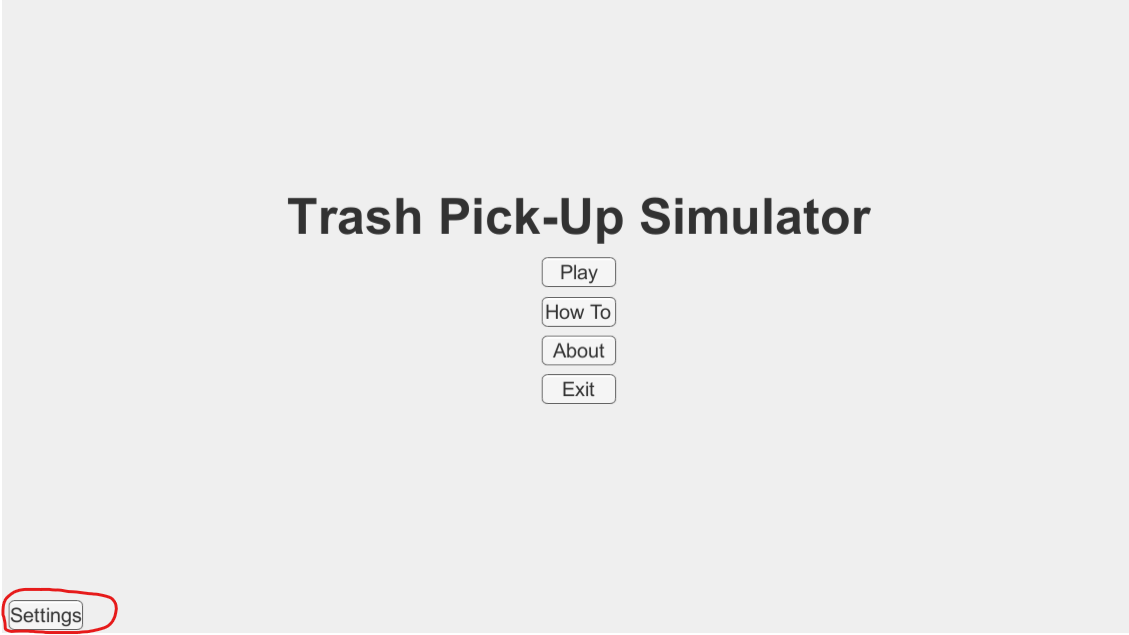 Trash Pick-Up Simulator
Play
How To
About
Exit
Settings